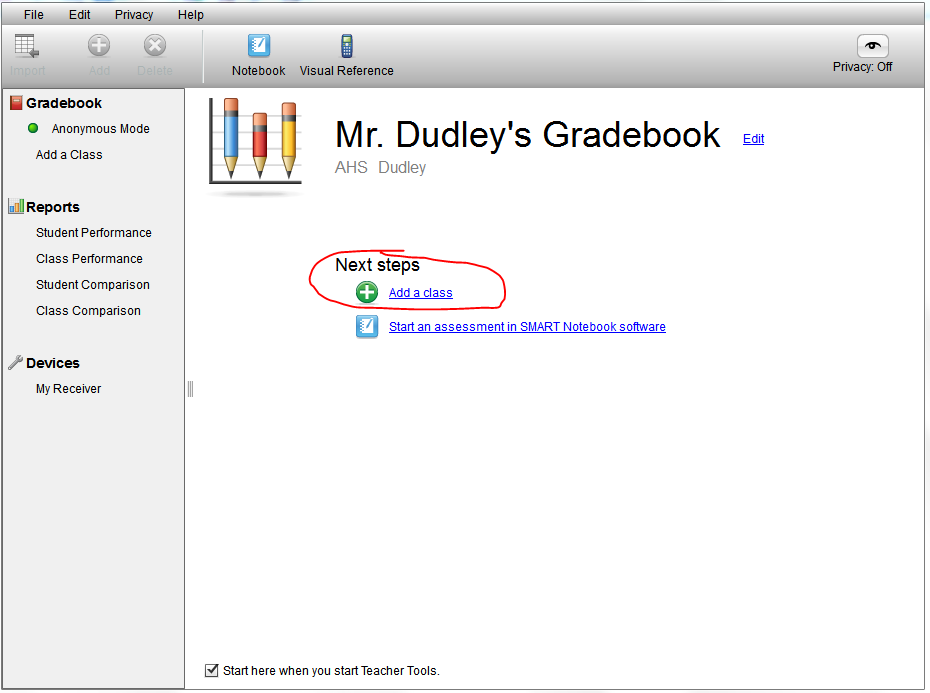 File Edit Privacy Help
Import Add Delete Notebook Visual Reference Privacy: Off
Gradebook
Anonymous Mode
Add a Class
Reports
Student Performance
Class Performance
Student Comparison
Class Comparison
Devices
My Receiver
Mr. Dudley's Gradebook Edit
AHS Dudley
Next steps
Add a class
Start an assessment in SMART Notebook software
Start here when you start Teacher Tools.